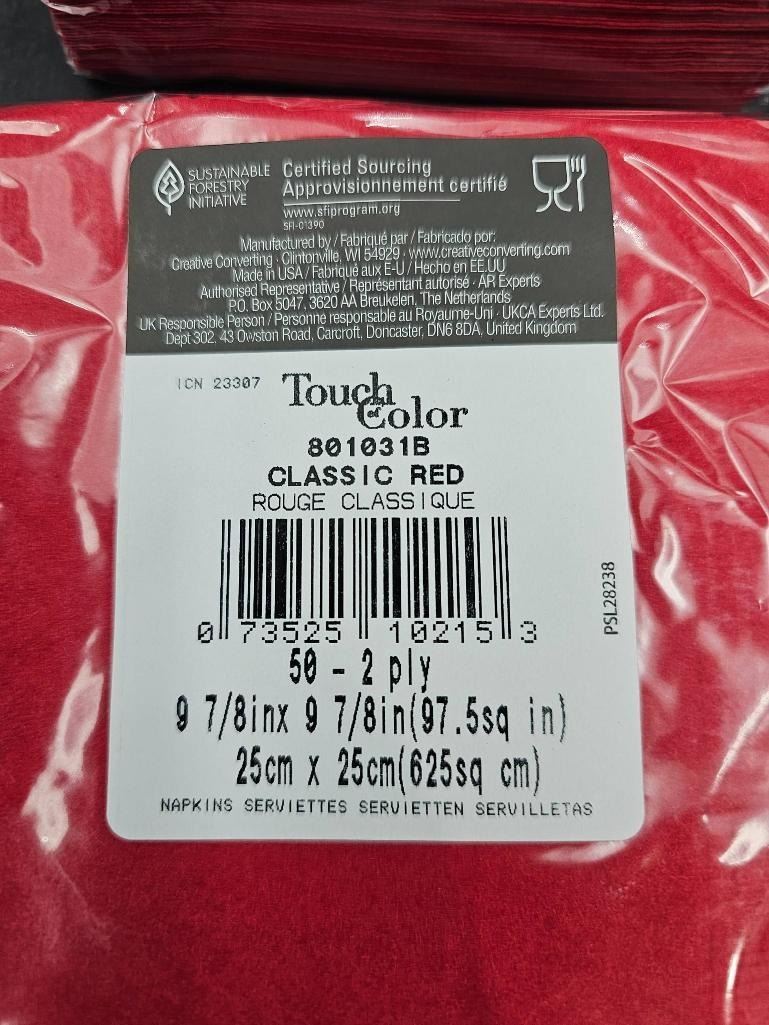 SUSTAINABLE
FORESTRY
INITIATIVE
Certified Sourcing
Approvisionnement certifié
www.sfiprogram.org
SFI-01390
Manufactured by / Fabriqué par / Fabricado por:
Creative Converting · Clintonville, WI 54929 · www.creativeconverting.com
Made in USA / Fabriqué aux E-U / Hecho en EE.UU
Authorised Representative / Représentant autorisé · AR Experts
P.O. Box 5047, 3620 AA Breukelen, The Netherlands
UK Responsible Person / Personne responsable au Royaume-Uni · UKCA Experts Ltd.
Dept 302, 43 Owston Road, Carcroft, Doncaster, DN6 8DA, United Kingdom
ICN 23307
Touch
of Color
801031B
CLASSIC RED
ROUGE CLASSIQUE
0 73525 10215 3
PSL28238
50 - 2 ply
9 7/8inx 9 7/8in(97.5sq in)
25cm x 25cm(625sq cm)
NAPKINS SERVIETTES SERVIETTEN SERVILLETAS